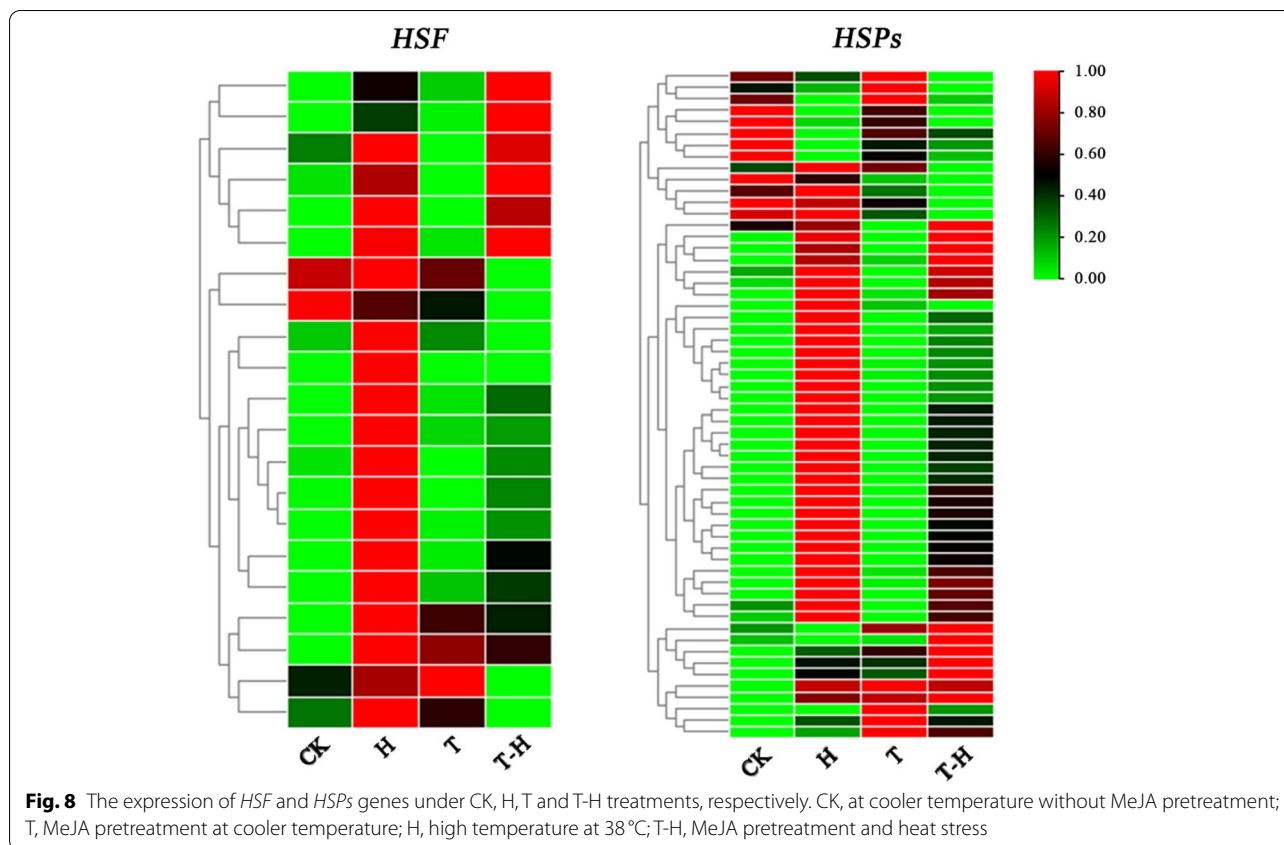 HSF
HSPs
1.00
0.80
0.60
0.40
0.20
0.00
CK H T T-H
CK H T T-H
Fig. 8 The expression of HSF and HSPs genes under CK, H, T and T-H treatments, respectively. CK, at cooler temperature without MeJA pretreatment;
T, MeJA pretreatment at cooler temperature; H, high temperature at 38 °C; T-H, MeJA pretreatment and heat stress